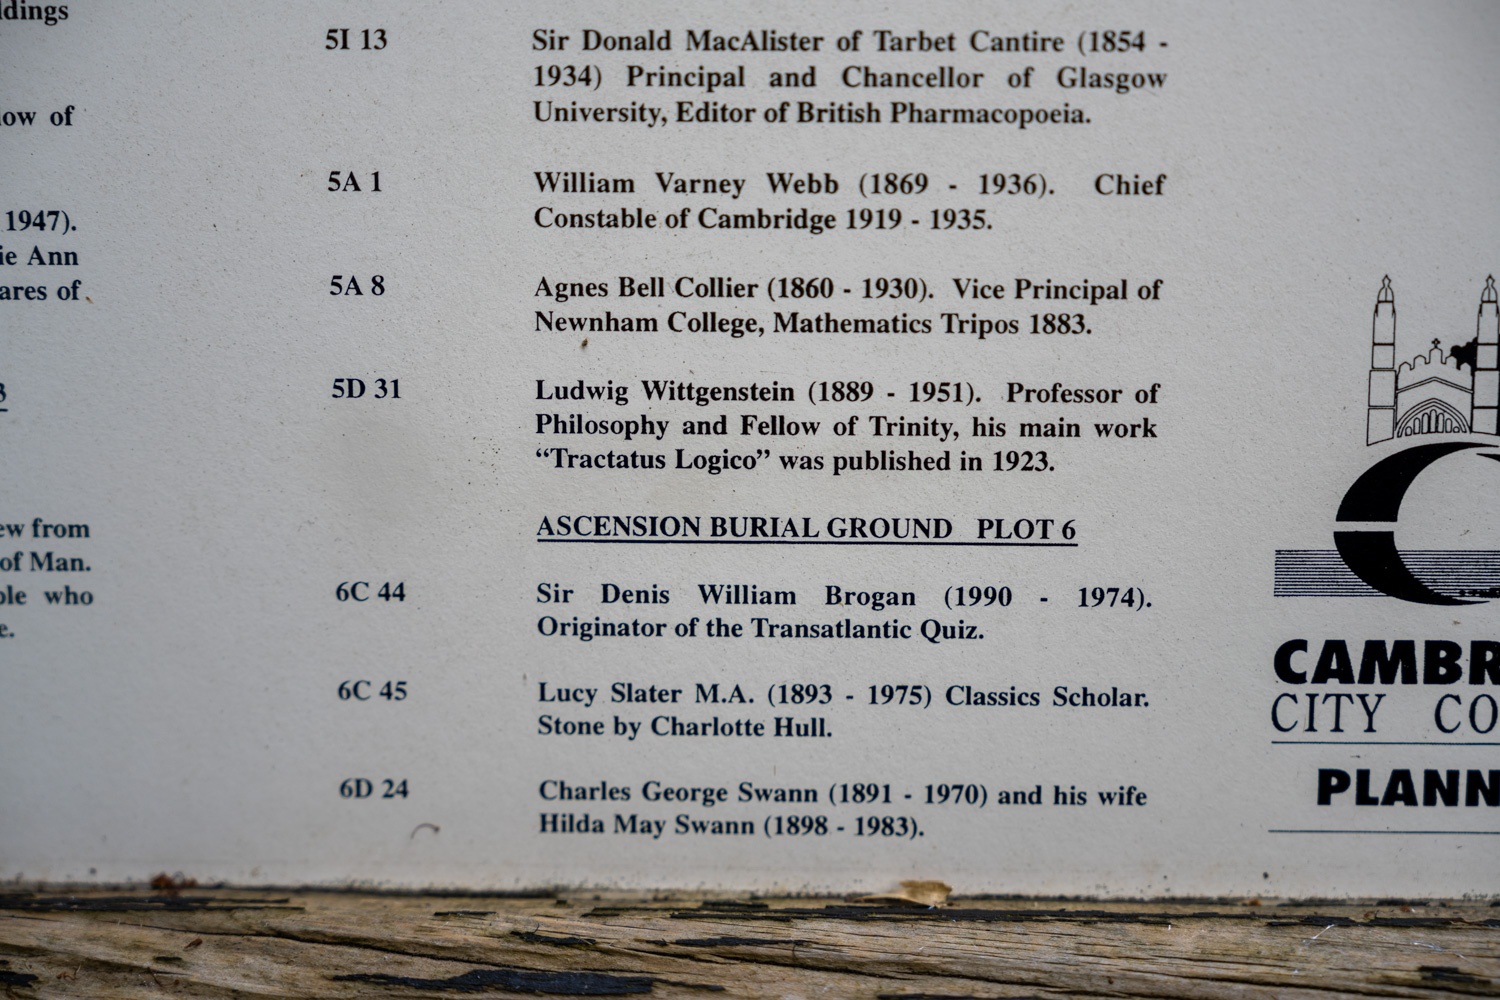 ldings
ow of
1947).
ie Ann
ares of
3
ew from
of Man.
ple who
e.
5I 13 Sir Donald MacAlister of Tarbet Cantire (1854 -
1934) Principal and Chancellor of Glasgow
University, Editor of British Pharmacopoeia.
5A 1 William Varney Webb (1869 - 1936). Chief
Constable of Cambridge 1919 - 1935.
5A 8 Agnes Bell Collier (1860 - 1930). Vice Principal of
Newnham College, Mathematics Tripos 1883.
5D 31 Ludwig Wittgenstein (1889 - 1951). Professor of
Philosophy and Fellow of Trinity, his main work
“Tractatus Logico” was published in 1923.
ASCENSION BURIAL GROUND PLOT 6
6C 44 Sir Denis William Brogan (1990 - 1974).
Originator of the Transatlantic Quiz.
6C 45 Lucy Slater M.A. (1893 - 1975) Classics Scholar.
Stone by Charlotte Hull.
6D 24 Charles George Swann (1891 - 1970) and his wife
Hilda May Swann (1898 - 1983).
CAMBR
CITY CO
PLANN